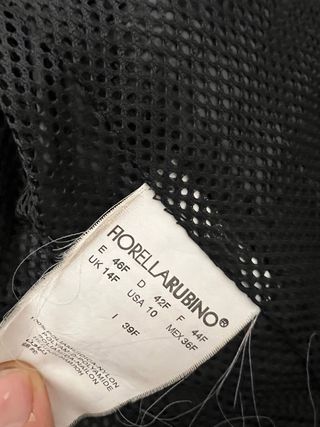 FIORELLARUBINO®
E 46F D 42F F 44F
UK 14F USA 10 MEX 36F
I 39F